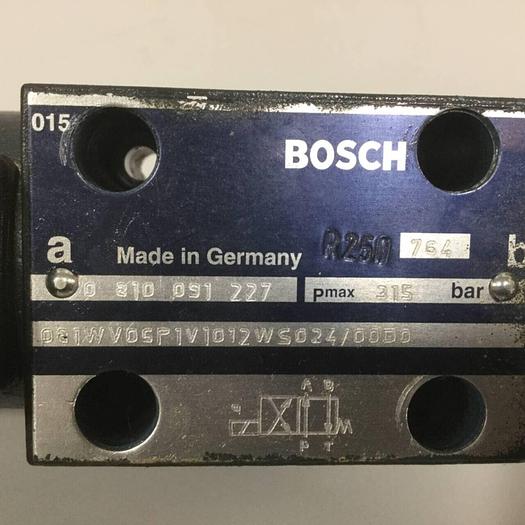 015
BOSCH
R250 764
a Made in Germany b
0 810 091 227 pmax 315 bar
081WV06P1V1012WS024/00D0
a A B
P T